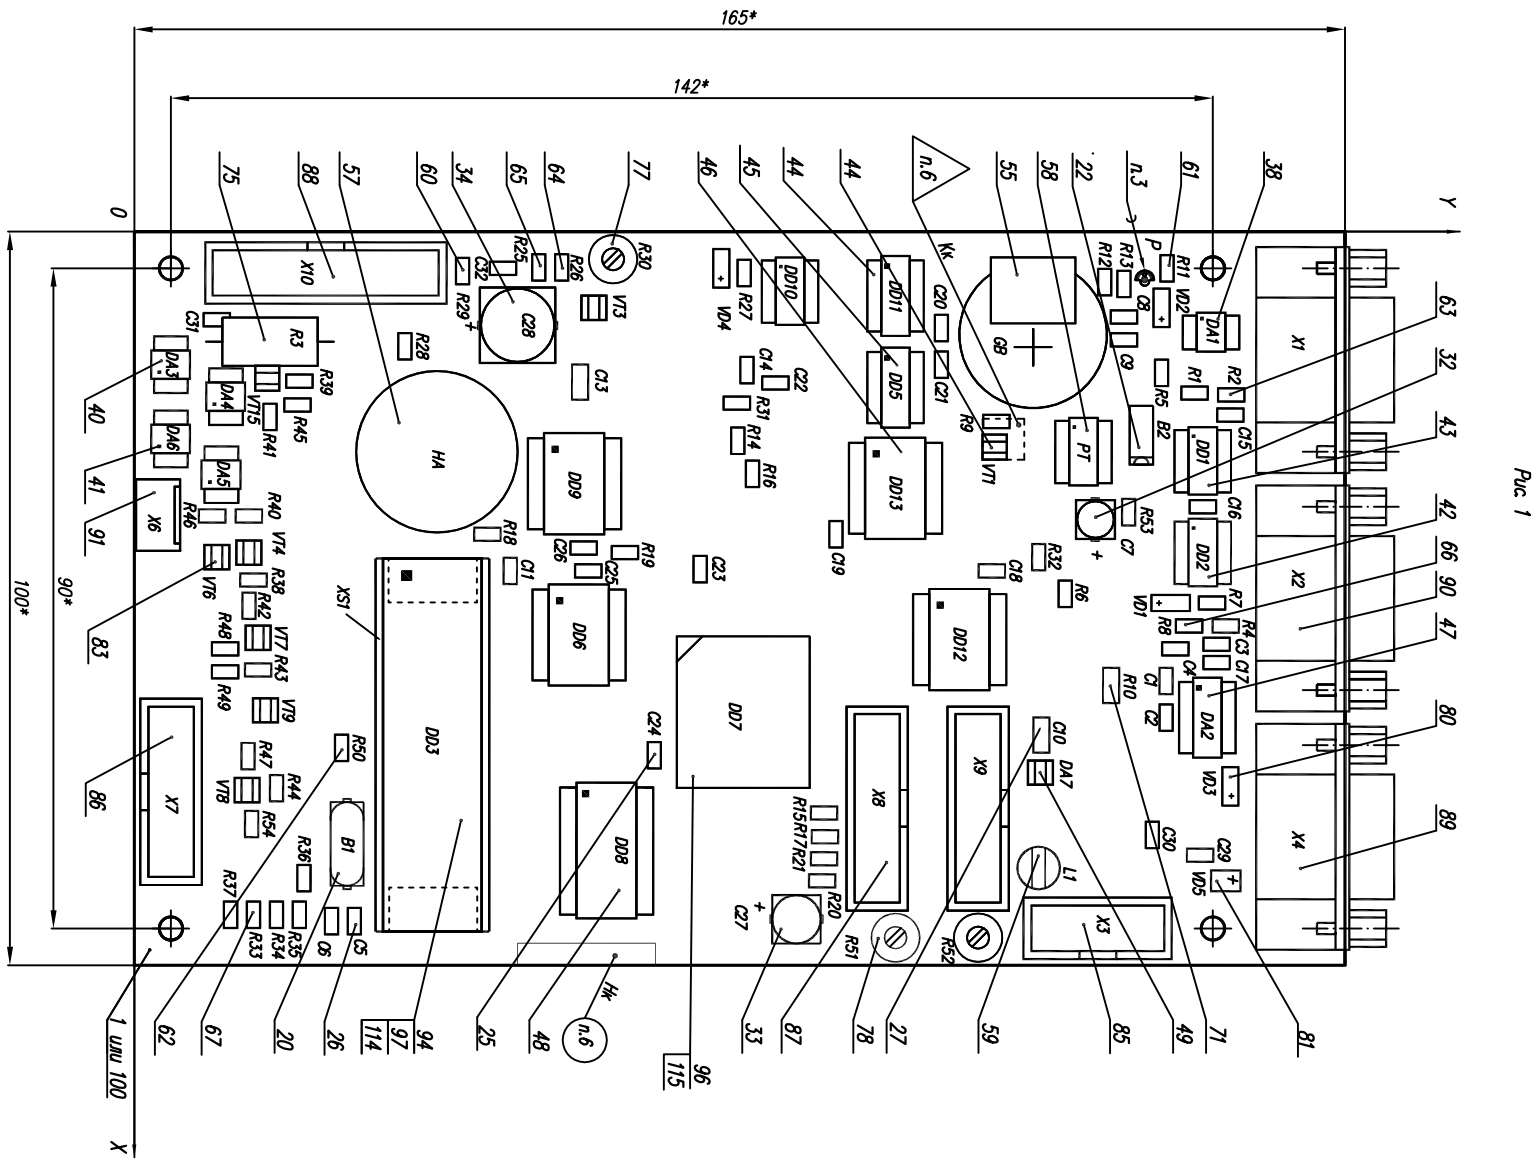 165*
142*
Y
Рис. 1
75
88
57
60
34
65
64
77
46
45
44
44
п.6
55
58
22
п.3
61
38
63
32
43
42
66
90
47
80
89
0
100*
90*
X10
C32
R25
R26
R30
R29
+
C28
VT3
VD4
+
R27
DD10
DD11
C20
Кк
GB
R12
R13
P
R11
VD2
+
C8
C9
DA1
X1
C31
R3
R28
C13
C14
C22
DD5
C21
R5
R1
R2
C15
DA3
DA4
VT5
R39
R45
R41
HA
R31
R14
R16
R9
VT1
PT
B2
DD1
40
DA6
DA5
DD9
DD13
C7
+
R53
C16
41
91
X6
R46
R40
VT4
R18
C11
C26
R19
C25
C23
C19
C18
R32
R6
DD2
X2
VT6
R38
R42
XS1
DD6
DD12
VD1
+
R7
R8
R4
C3
C17
C4
83
R48
VT7
R43
R49
VT9
DD3
DD7
C1
C2
R10
DA2
86
X7
R47
VT8
R44
R54
R50
C24
DD8
X8
X9
C10
DA7
VD3
+
X4
R15
R17
R21
R20
B1
R36
C30
C29
VD5
+
L1
R37
R33
R34
R35
C6
C5
C27
+
R51
R52
X3
Нк
п.6
X
1 или 100
62
67
20
26
94
97
114
25
48
96
115
33
87
78
27
59
85
49
71
81